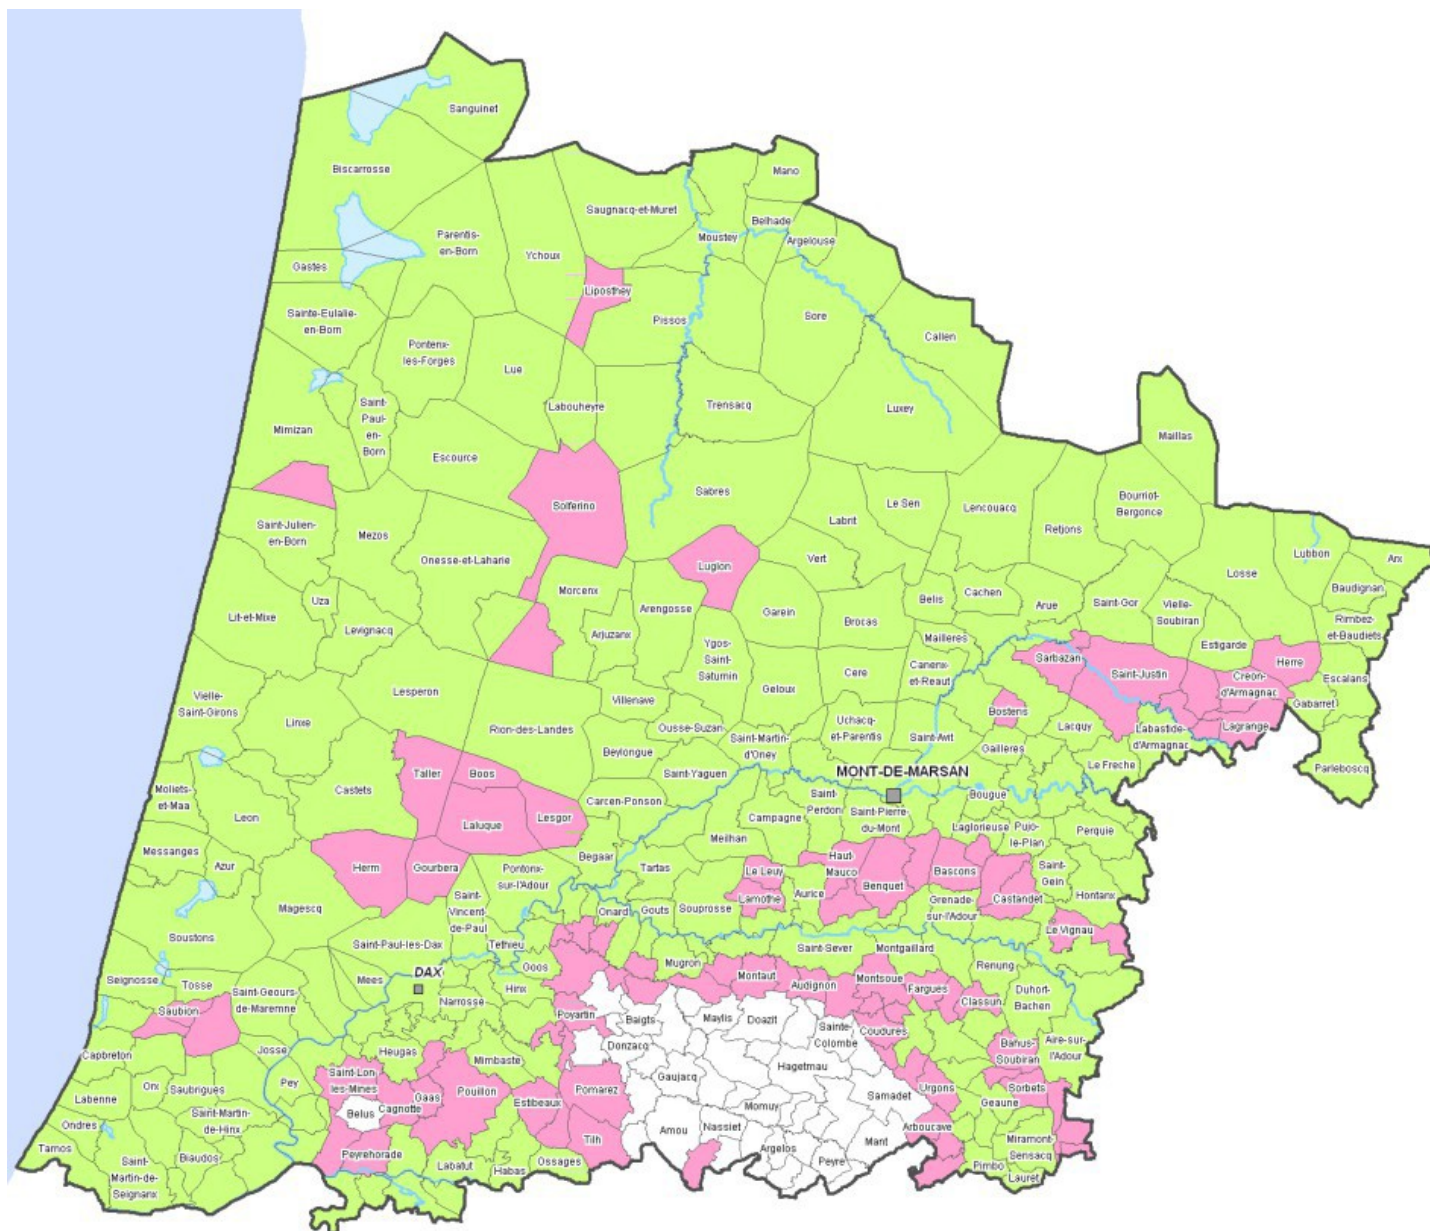 Sanguinet
Biscarrosse
Mano
Saugnacq-et-Muret
Belhade
Moustey
Argelouse
Parentis-
en-Born
Ychoux
Gastes
Liposthey
Sainte-Eulalie-
en-Born
Pissos
Sore
Callen
Pontenx-
les-Forges
Lue
Labouheyre
Trensacq
Luxey
Saint-
Paul-
en-
Born
Mimizan
Maillas
Escource
Solferino
Sabres
Le Sen
Lencouacq
Bourriot-
Bergonce
Retjons
Labrit
Saint-Julien-
en-Born
Mezos
Onesse-et-Laharie
Vert
Luglon
Losse
Lubbon
Arx
Baudignan
Rimbez-
et-Baudiets
Morcenx
Arengosse
Garein
Brocas
Belis
Cachen
Arue
Saint-Gor
Vielle-
Soubiran
Estigarde
Uza
Lit-et-Mixe
Levignacq
Arjuzanx
Ygos-
Saint-
Saturnin
Mailleres
Canenx-
et-Reaut
Cere
Geloux
Sarbazan
Saint-Justin
Herre
Creon-
d'Armagnac
Escalans
Gabarret
Lagrange
Labastide-
d'Armagnac
Parleboscq
Vielle-
Saint-Girons
Linxe
Lesperon
Villenave
Rion-des-Landes
Ousse-Suzan
Beylongue
Saint-Martin-
d'Oney
Uchacq-
et-Parentis
Saint-Avit
Bostens
Lacquy
Gailleres
Le Freche
Taller
Boos
Saint-Yaguen
MONT-DE-MARSAN
Moliets-
et-Maa
Castets
Leon
Laluque
Lesgor
Carcen-Ponson
Meilhan
Campagne
Saint-
Perdon
Saint-Pierre-
du-Mont
Bougue
Laglorieuse
Pujo-
le-Plan
Perquie
Messanges
Azur
Herm
Gourbera
Pontonx-
sur-l'Adour
Begaar
Tartas
Le Leuy
Lamothe
Haut-
Mauco
Benquet
Bascons
Castandet
Saint-
Gein
Hontanx
Magescq
Saint-
Vincent-
de-Paul
Onard
Gouts
Souprosse
Aurice
Grenade-
sur-l'Adour
Le Vignau
Soustons
Saint-Paul-les-Dax
Tethieu
Goos
Mugron
Saint-Sever
Montgaillard
Renung
Seignosse
Tosse
Mees
DAX
Hinx
Narrosse
Montaut
Audignon
Montsoue
Fargues
Classun
Duhort-
Bachen
Saubion
Saint-Geours-
de-Maremne
Poyartin
Baigts
Maylis
Doazit
Sainte-
Colombe
Coudures
Bahus-
Soubiran
Aire-sur-
l'Adour
Capbreton
Josse
Heugas
Mimbaste
Donzacq
Hagetmau
Gaujacq
Labenne
Orx
Saubrigues
Pey
Saint-Lon-
les-Mines
Belus
Cagnotte
Gaas
Pouillon
Estibeaux
Pomarez
Momuy
Samadet
Urgons
Geaune
Sorbets
Saint-Martin-
de-Hinx
Ondres
Tarnos
Saint-
Martin-de-
Seignanx
Biaudos
Peyrehorade
Labatut
Habas
Ossages
Tilh
Amou
Nassiet
Argelos
Peyre
Mant
Arboucave
Miramont-
Sensacq
Pimbo
Lauret